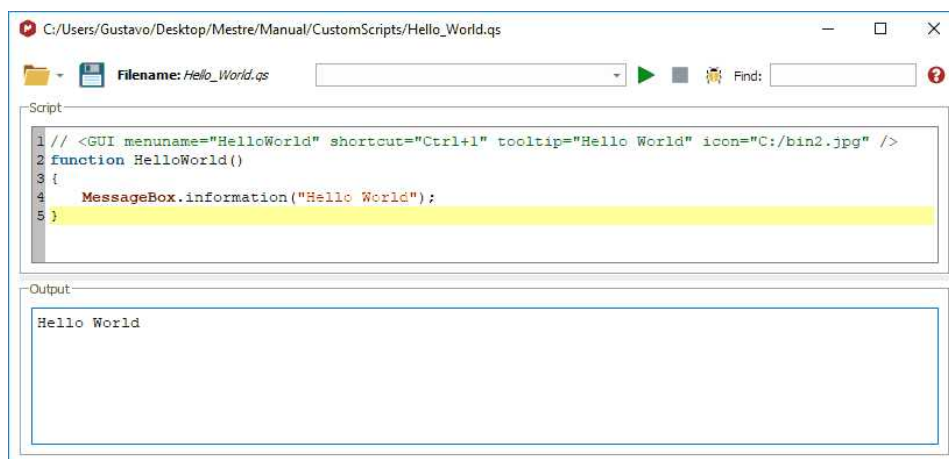 C:/Users/Gustavo/Desktop/Mestre/Manual/CustomScripts/Hello_World.qs
Filename: Hello_World.qs Find:
Script
1 // <GUI menuname="HelloWorld" shortcut="Ctrl+1" tooltip="Hello World" icon="C:/bin2.jpg" />
2 function HelloWorld()
3 {
4 MessageBox.information("Hello World");
5 }
Output
Hello World